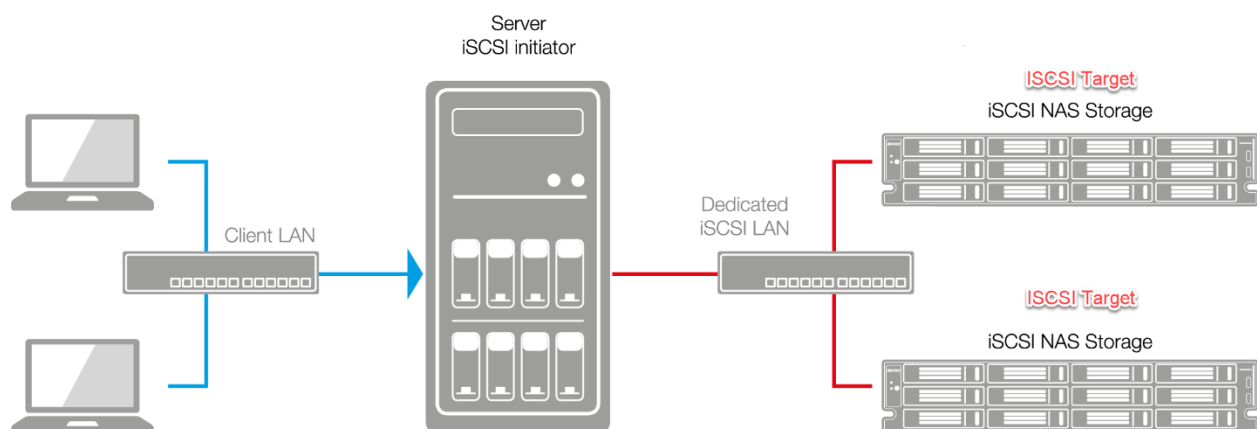 Server
iSCSI initiator
ISCSI Target
iSCSI NAS Storage
Client LAN
Dedicated
iSCSI LAN
ISCSI Target
iSCSI NAS Storage